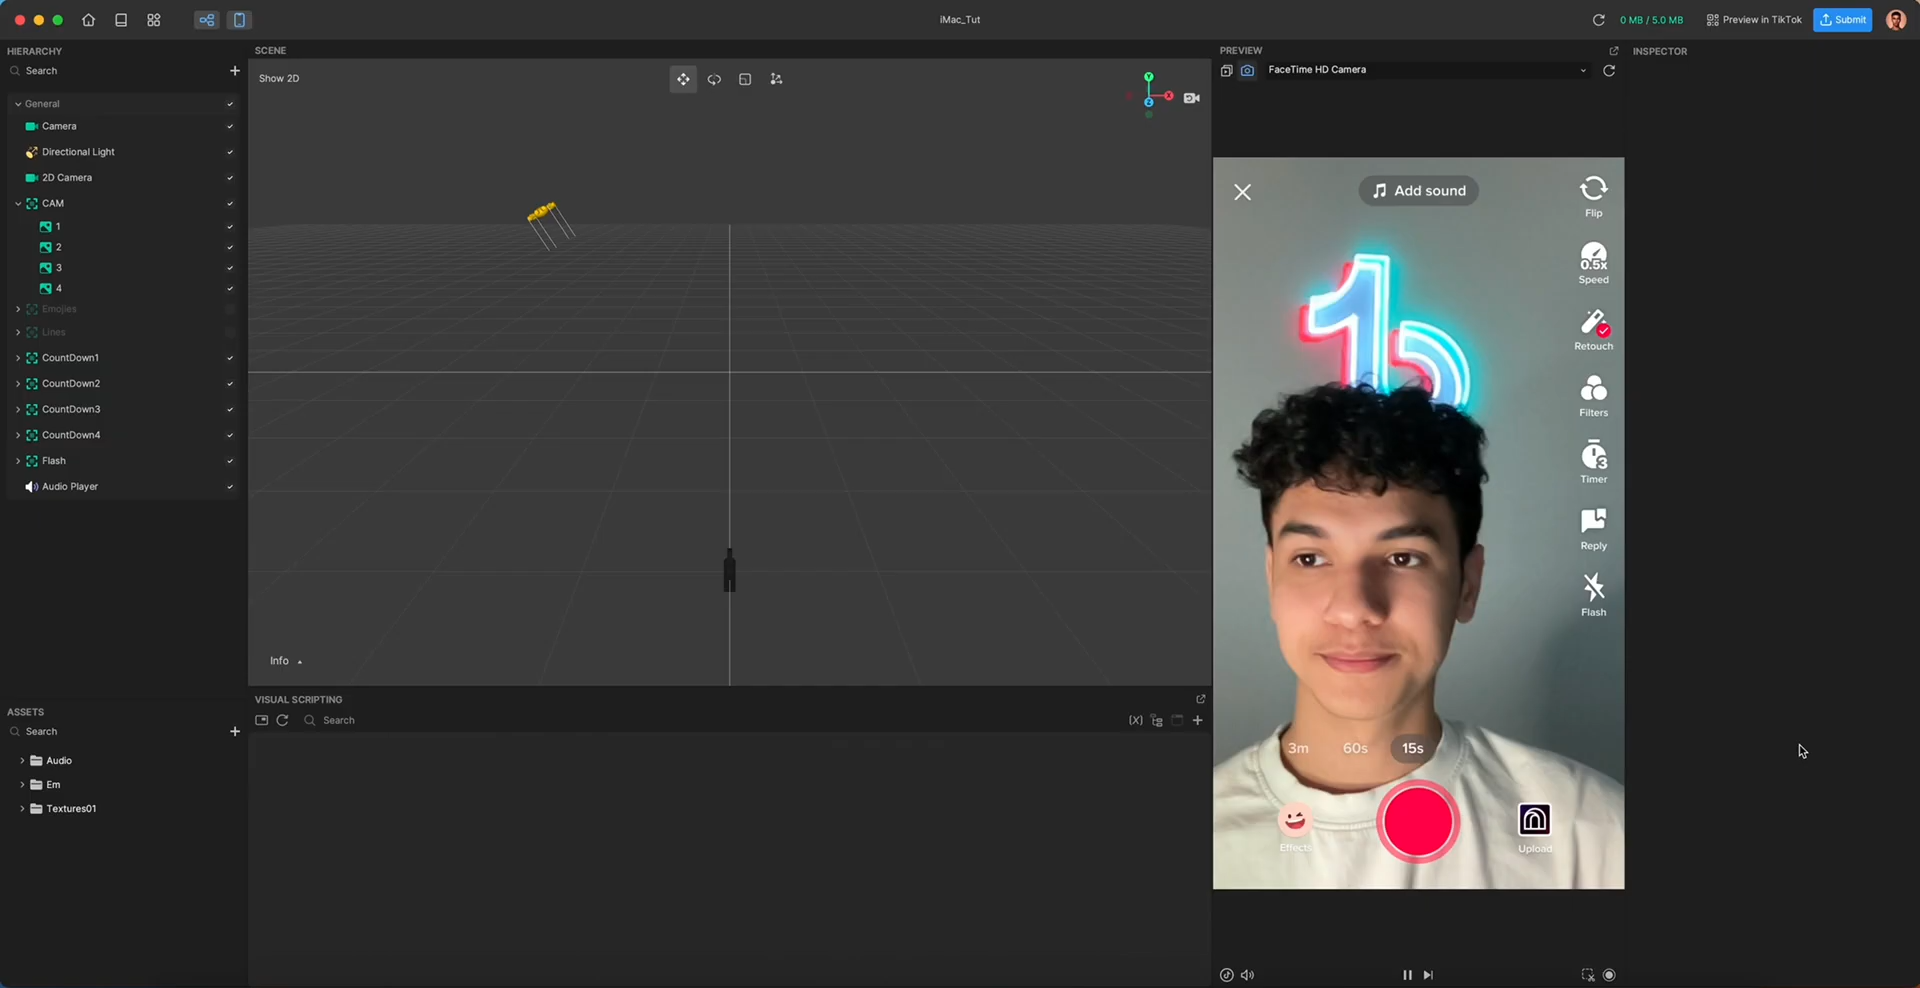 iMac_Tut
0 MB / 5.0 MB
Preview in TikTok
Submit
HIERARCHY
Search
General
Camera
Directional Light
2D Camera
CAM
1
2
3
4
Emojies
Lines
CountDown1
CountDown2
CountDown3
CountDown4
Flash
Audio Player
ASSETS
Search
Audio
Em
Textures01
SCENE
Show 2D
Y
X
Z
Info
VISUAL SCRIPTING
Search
(X)
PREVIEW
FaceTime HD Camera
Add sound
Flip
0.5x
Speed
Retouch
Filters
3
Timer
Reply
Flash
3m 60s 15s
Effects
Upload
INSPECTOR